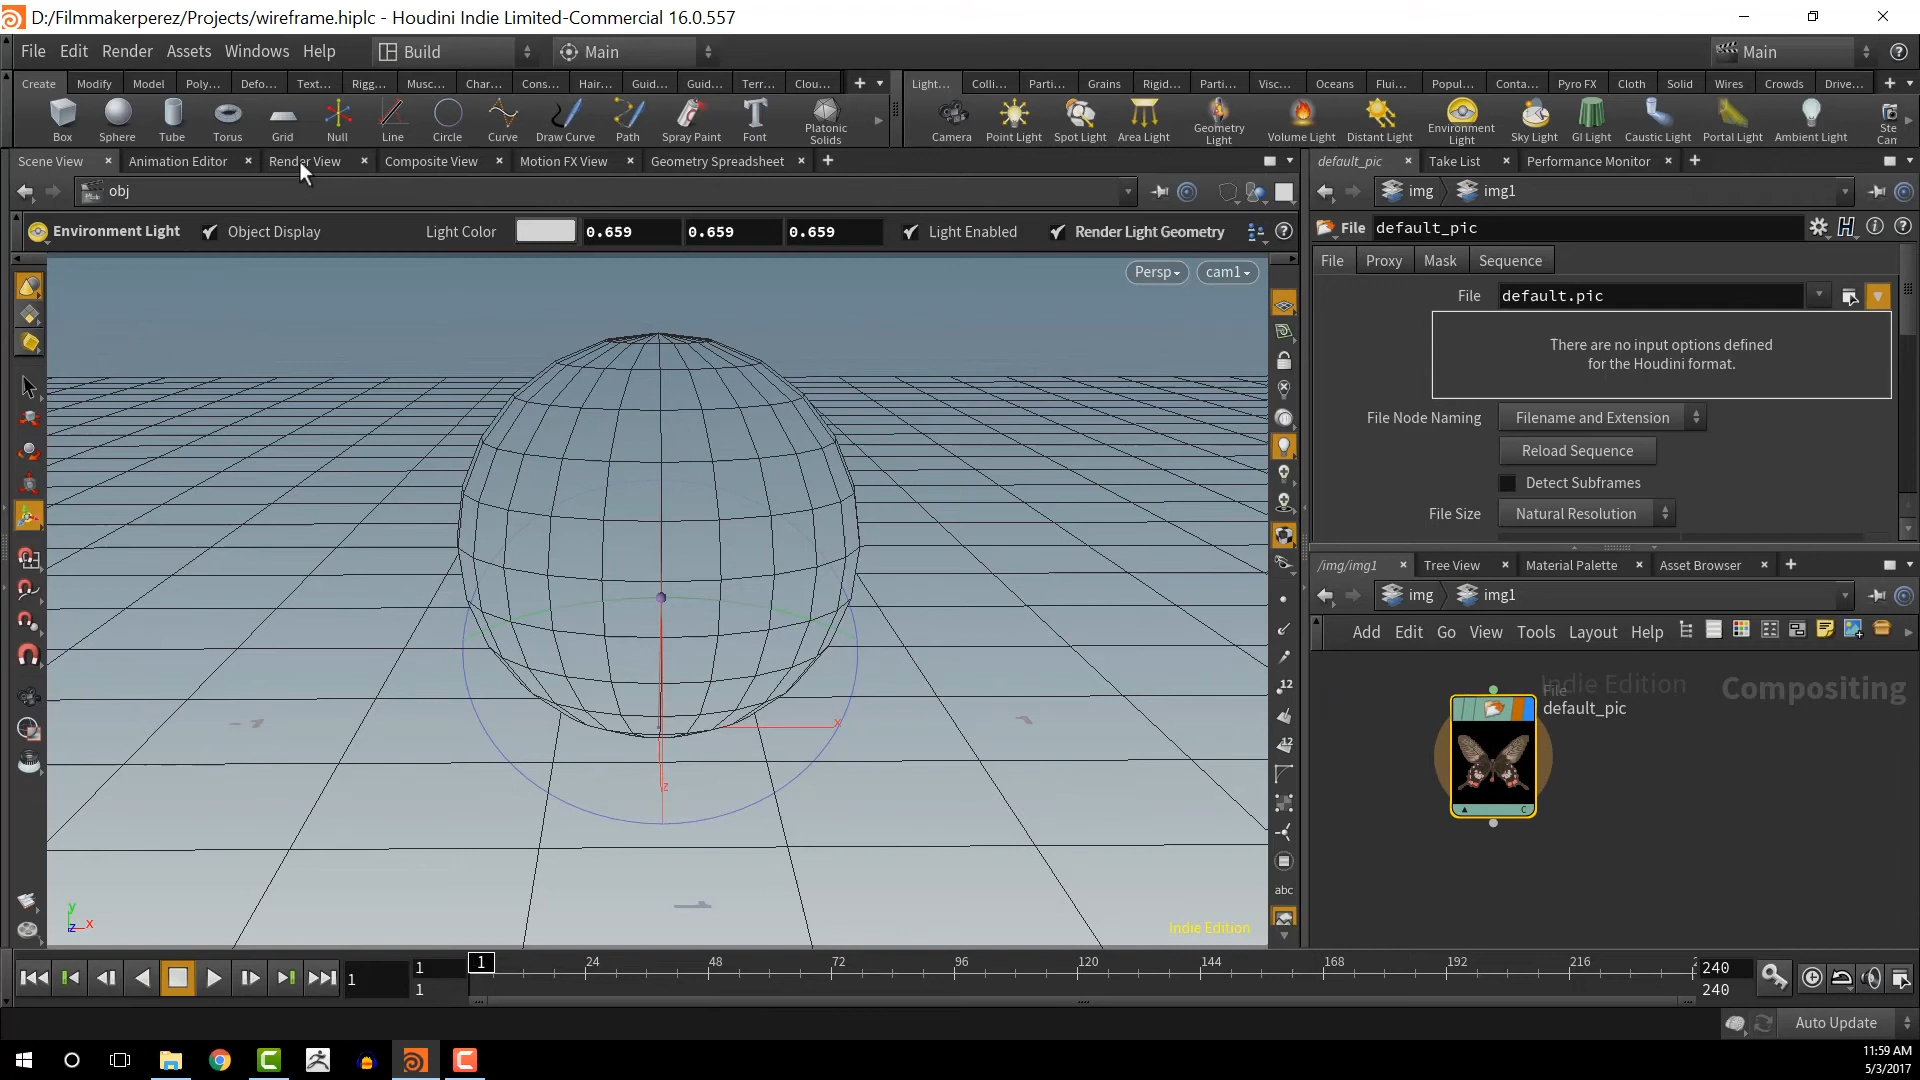 D:/Filmmakerperez/Projects/wireframe.hiplc - Houdini Indie Limited-Commercial 16.0.557
File Edit Render Assets Windows Help Build Main Main
Create Modify Model Poly... Defo... Text... Rigg... Musc... Char... Cons... Hair... Guid... Guid... Terr... Clou...
Light... Colli... Parti... Grains Rigid... Parti... Visc... Oceans Flui... Popul... Conta... Pyro FX Cloth Solid Wires Crowds Drive...
Box Sphere Tube Torus Grid Null Line Circle Curve Draw Curve Path Spray Paint Font Platonic Solids
Camera Point Light Spot Light Area Light Geometry Light Volume Light Distant Light Environment Light Sky Light GI Light Caustic Light Portal Light Ambient Light Ste Cam
Scene View Animation Editor Render View Composite View Motion FX View Geometry Spreadsheet
default_pic Take List Performance Monitor
obj
img img1
Environment Light Object Display Light Color 0.659 0.659 0.659 Light Enabled Render Light Geometry
File default_pic
File Proxy Mask Sequence
Persp cam1
File default.pic
There are no input options defined
for the Houdini format.
File Node Naming Filename and Extension
Reload Sequence
Detect Subframes
File Size Natural Resolution
/img/img1 Tree View Material Palette Asset Browser
img img1
Add Edit Go View Tools Layout Help
Indie Edition Compositing
File
default_pic
C
x
z
12
12
abc
y
z x
Indie Edition
1 1 1 1 24 48 72 96 120 144 168 192 216 2 240
240
Auto Update
11:59 AM
5/3/2017